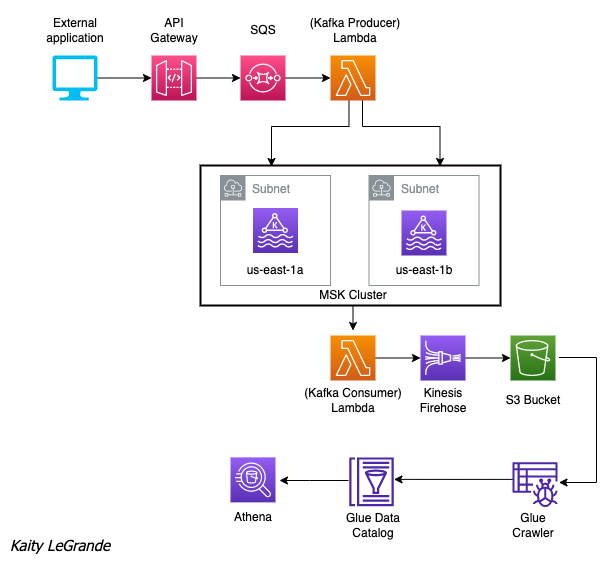 External
application
API
Gateway
SQS
(Kafka Producer)
Lambda
Subnet
Subnet
K
K
us-east-1a
us-east-1b
MSK Cluster
(Kafka Consumer)
Lambda
Kinesis
Firehose
S3 Bucket
Athena
Glue Data
Catalog
Glue
Crawler
Kaity LeGrande